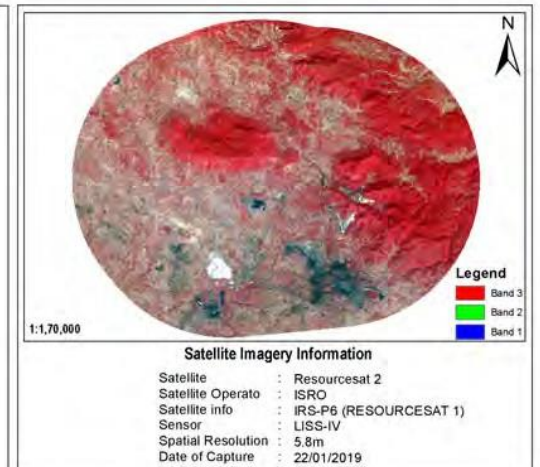 N
Legend
Band 3
Band 2
Band 1
1:1,70,000
Satellite Imagery Information
Satellite : Resourcesat 2
Satellite Operato : ISRO
Satellite info : IRS-P6 (RESOURCESAT 1)
Sensor : LISS-IV
Spatial Resolution : 5.8m
Date of Capture : 22/01/2019